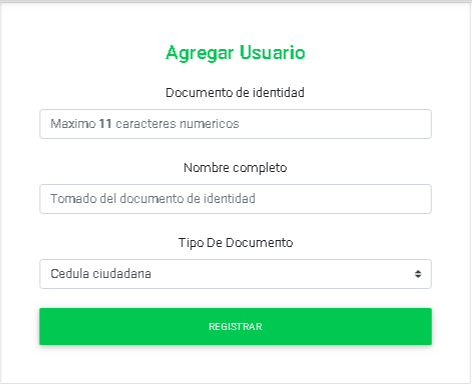 Agregar Usuario
Documento de identidad
Maximo 11 caracteres numericos
Nombre completo
Tomado del documento de identidad
Tipo De Documento
Cedula ciudadana
REGISTRAR